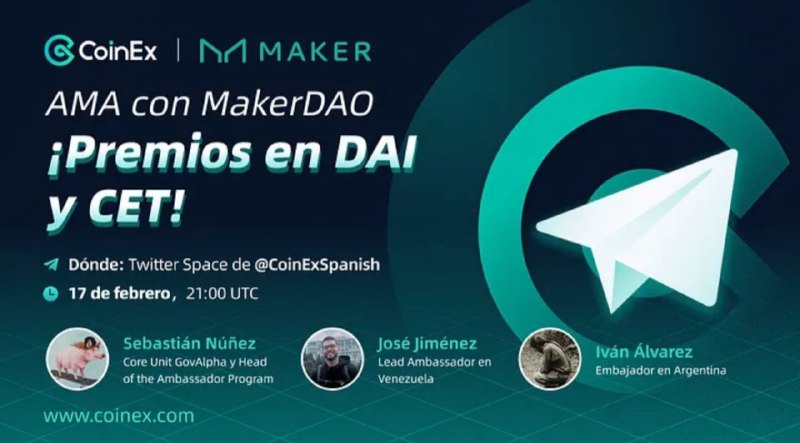 CoinEx | MAKER
AMA con MakerDAO
¡Premios en DAI
y CET!
Dónde: Twitter Space de @CoinExSpanish
17 de febrero, 21:00 UTC
Sebastián Núñez
Core Unit GovAlpha y Head
of the Ambassador Program
José Jiménez
Lead Ambassador en
Venezuela
Iván Álvarez
Embajador en Argentina
www.coinex.com